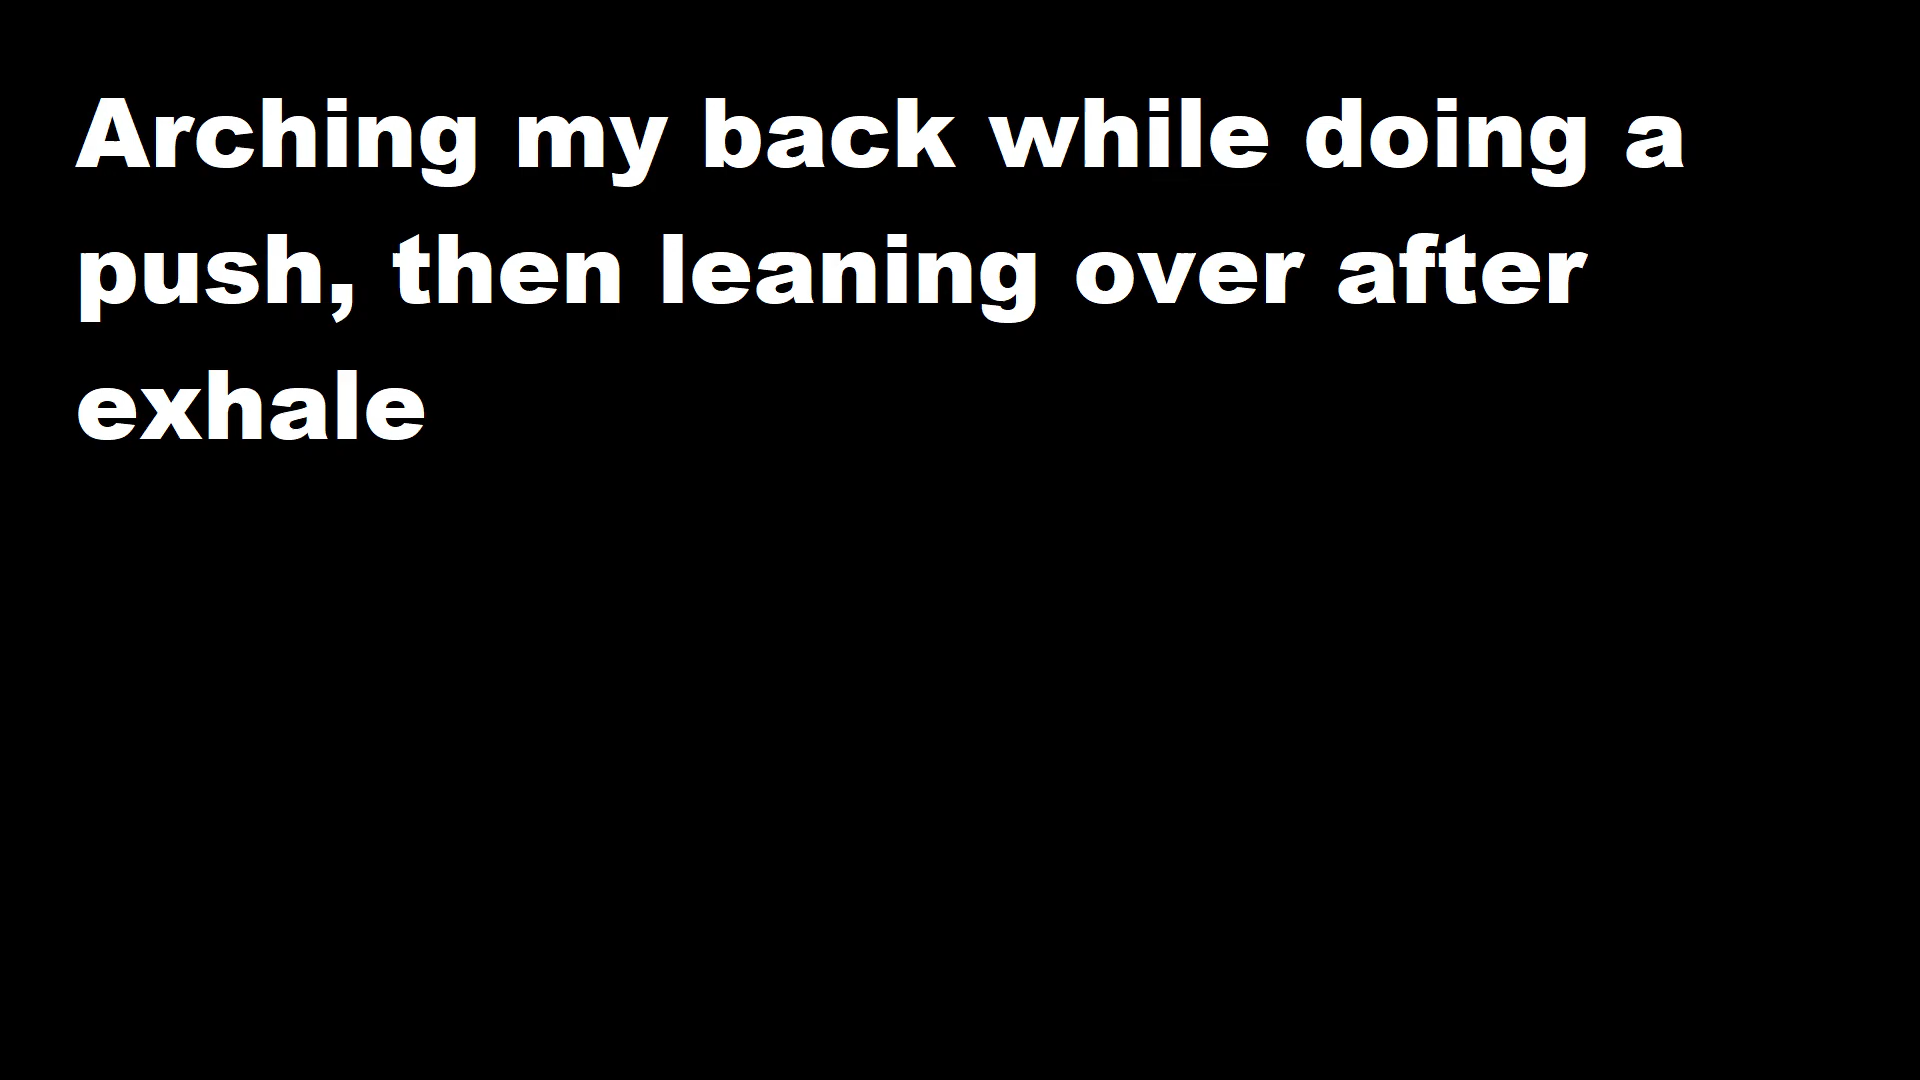 Arching my back while doing a
push, then leaning over after
exhale